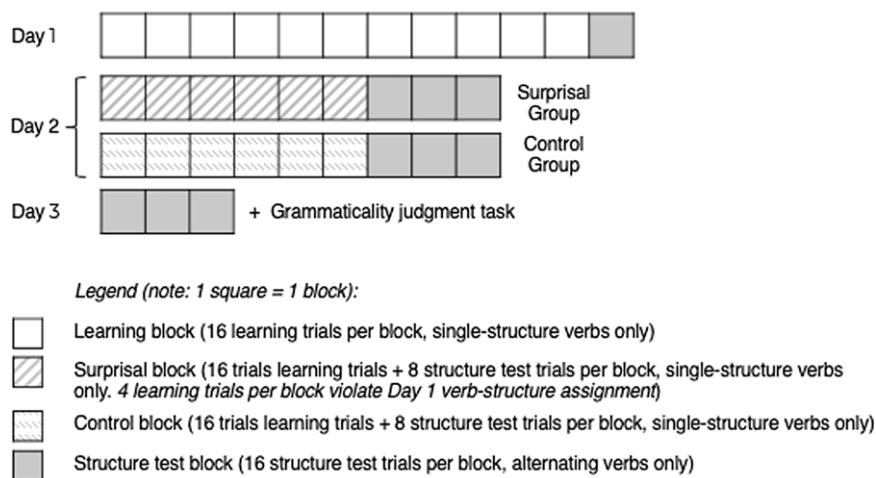 Day 1
Surprisal
Group
Day 2
Control
Group
Day 3
+ Grammaticality judgment task
Legend (note: 1 square = 1 block):
Learning block (16 learning trials per block, single-structure verbs only)
Surprisal block (16 trials learning trials + 8 structure test trials per block, single-structure verbs
only. 4 learning trials per block violate Day 1 verb-structure assignment)
Control block (16 trials learning trials + 8 structure test trials per block, single-structure verbs only)
Structure test block (16 structure test trials per block, alternating verbs only)